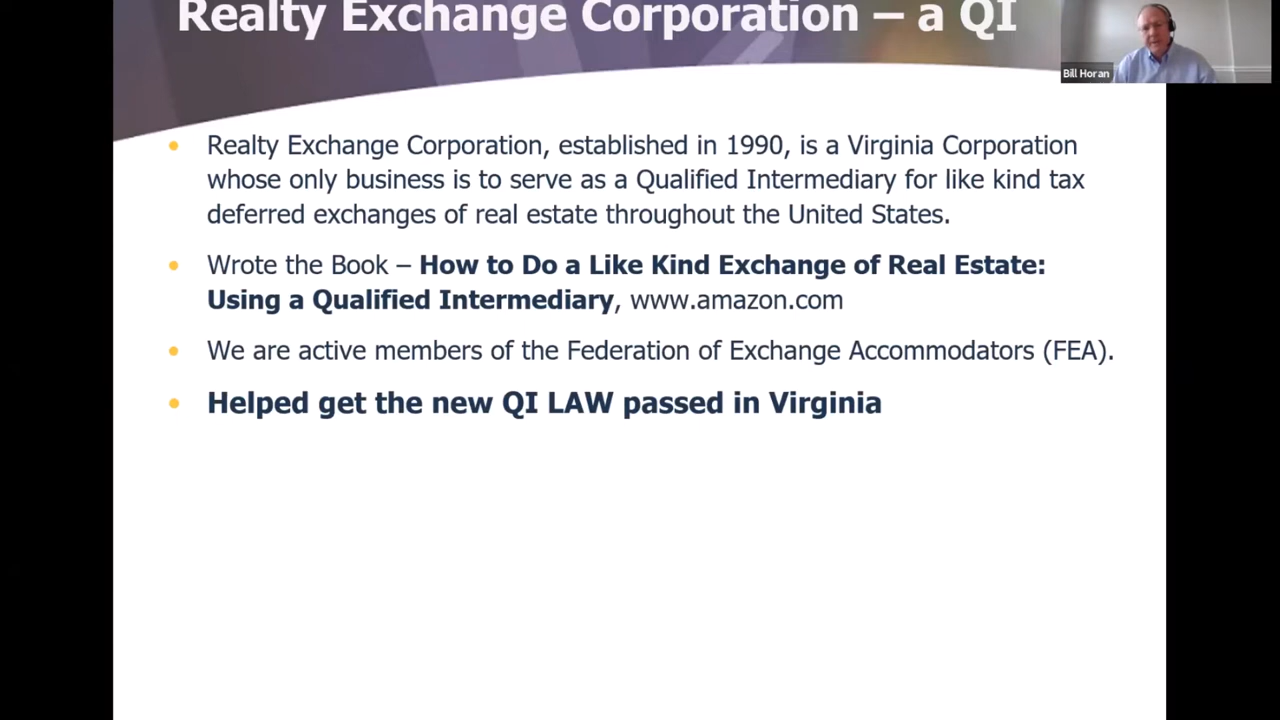 Realty Exchange Corporation – a QI
Bill Horan
• Realty Exchange Corporation, established in 1990, is a Virginia Corporation
whose only business is to serve as a Qualified Intermediary for like kind tax
deferred exchanges of real estate throughout the United States.
• Wrote the Book – How to Do a Like Kind Exchange of Real Estate:
Using a Qualified Intermediary, www.amazon.com
• We are active members of the Federation of Exchange Accommodators (FEA).
• Helped get the new QI LAW passed in Virginia